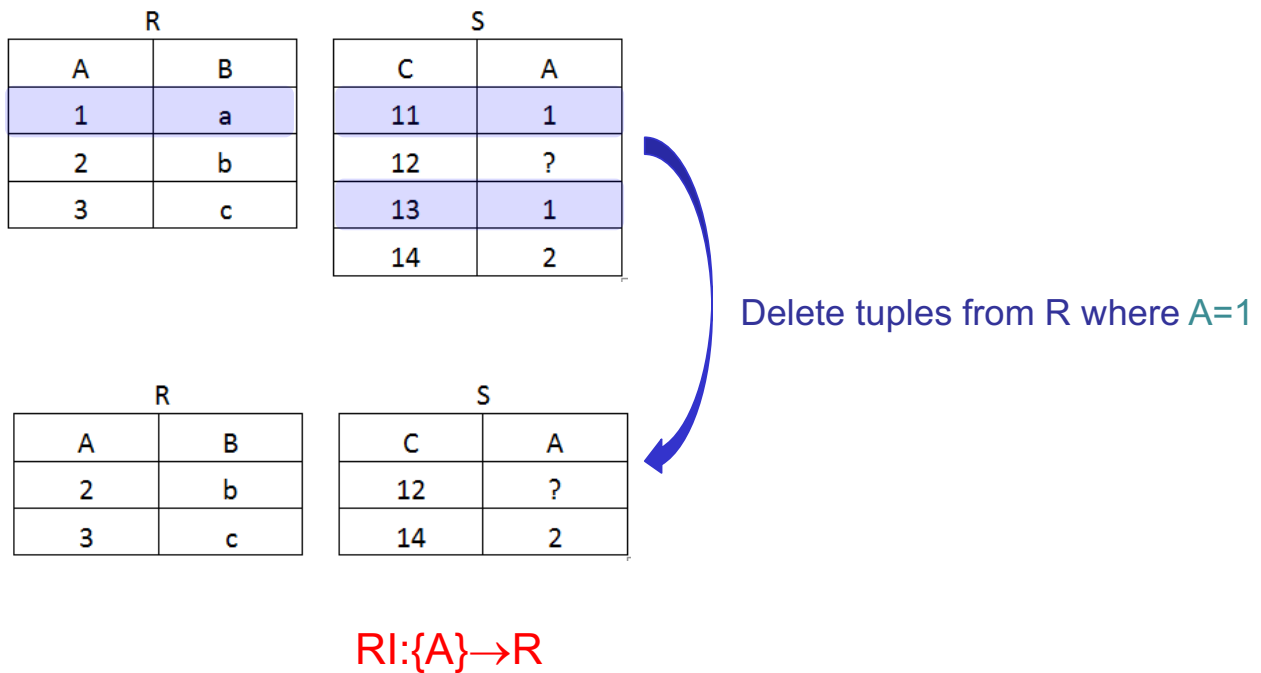 R S
A B C A
1 a 11 1
2 b 12 ?
3 c 13 1
14 2
Delete tuples from R where A=1
R S
A B C A
2 b 12 ?
3 c 14 2
RI:{A}→R